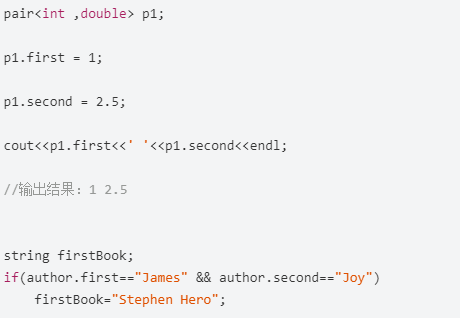 pair<int ,double> p1;
p1.first = 1;
p1.second = 2.5;
cout<<p1.first<<' '<<p1.second<<endl;
//输出结果：1 2.5
string firstBook;
if(author.first=="James" && author.second=="Joy")
    firstBook="Stephen Hero";